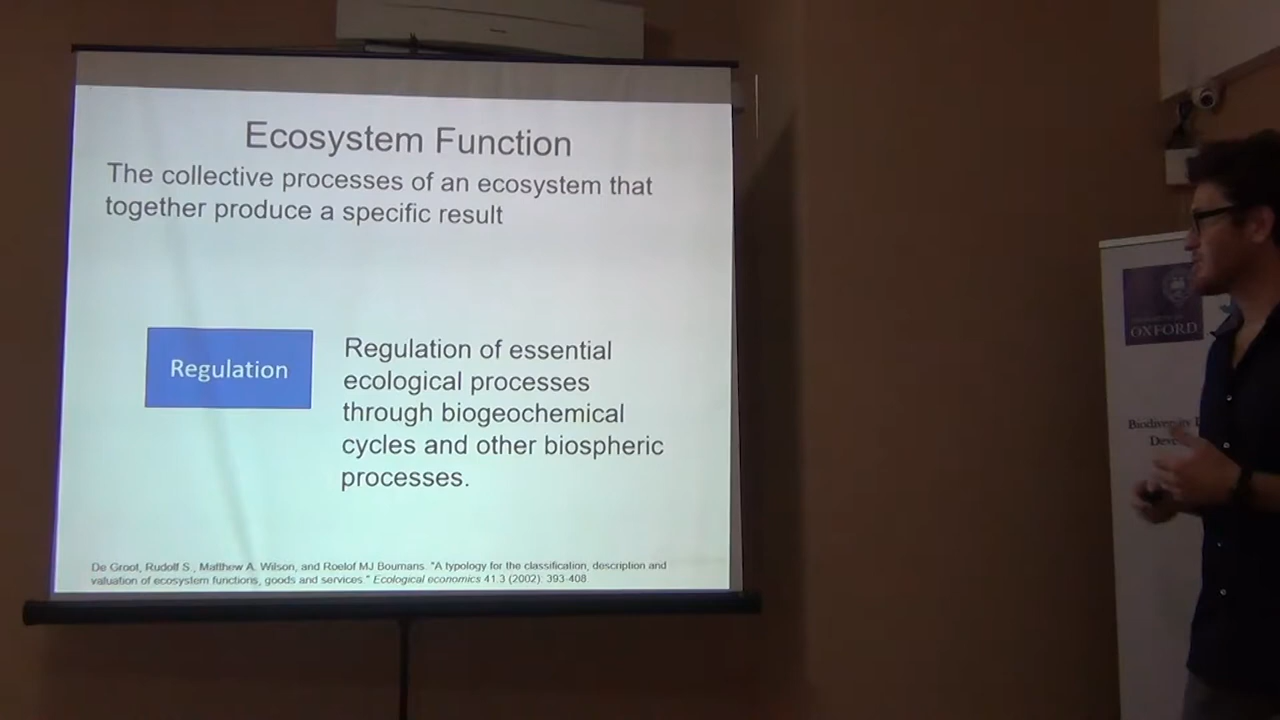 Ecosystem Function
The collective processes of an ecosystem that
together produce a specific result
Regulation
Regulation of essential
ecological processes
through biogeochemical
cycles and other biospheric
processes.
De Groot, Rudolf S., Matthew A. Wilson, and Roelof MJ Boumans. "A typology for the classification, description and
valuation of ecosystem functions, goods and services." Ecological economics 41.3 (2002): 393-408.
OXFORD
Biodiversity